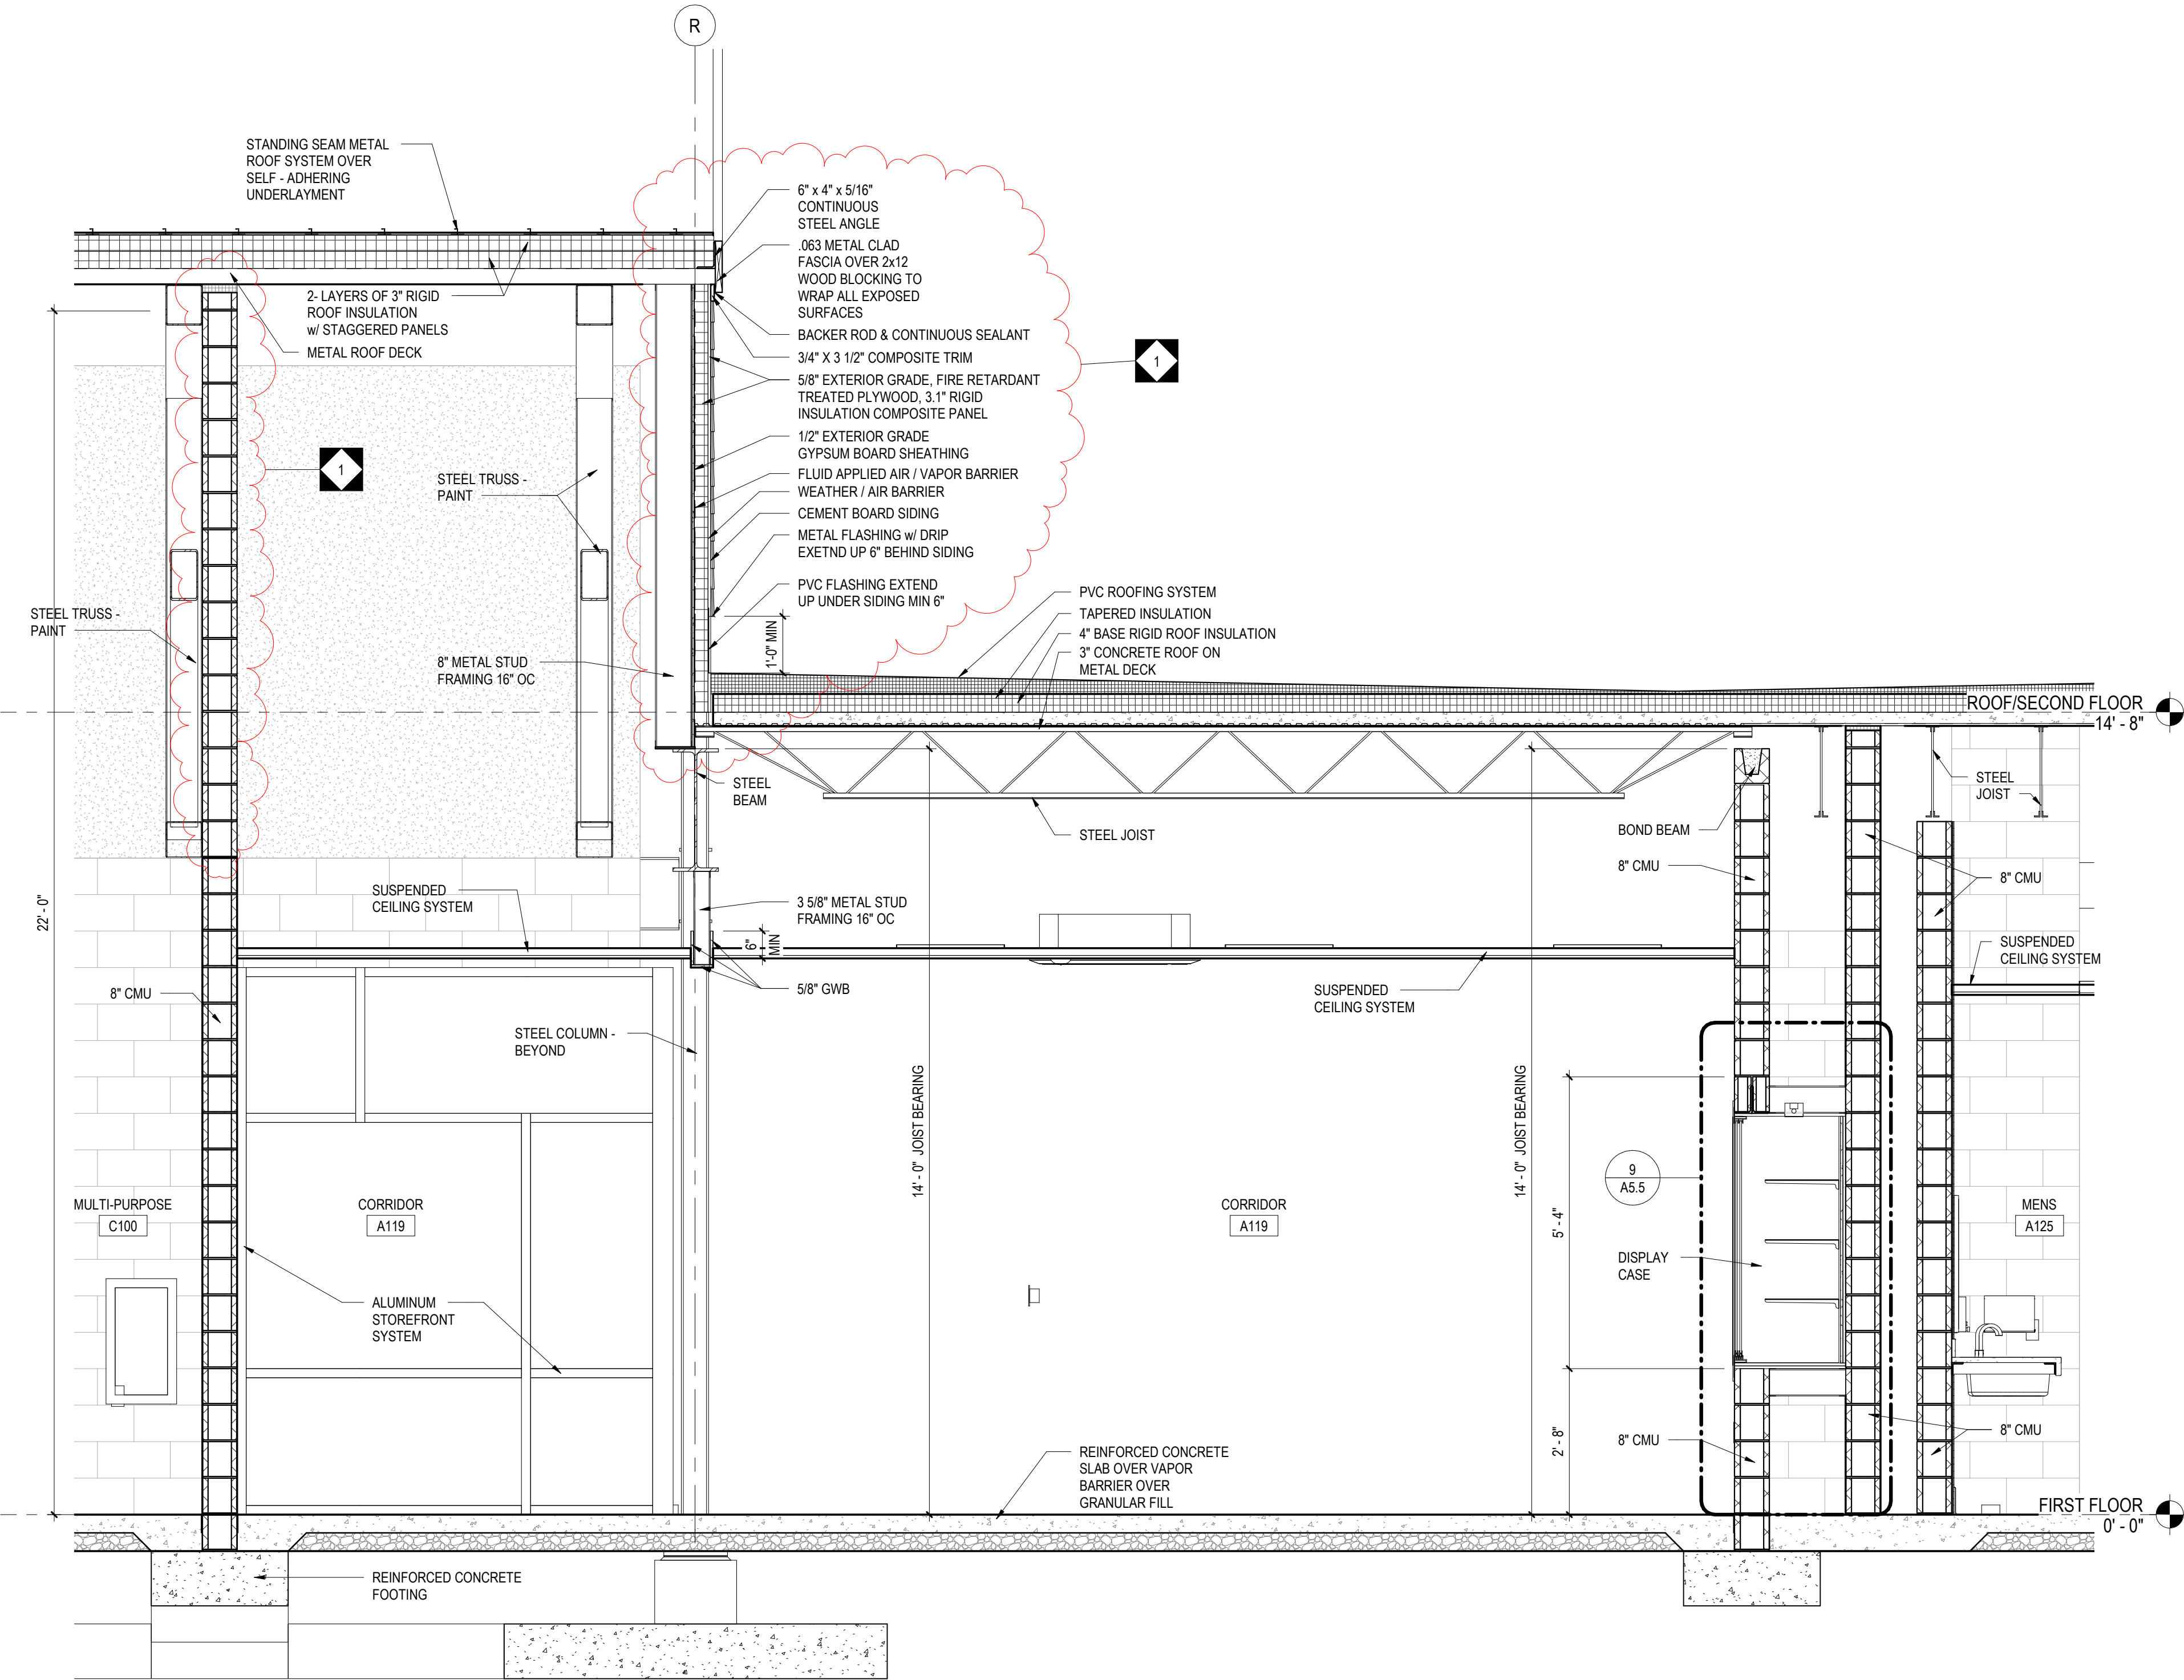 R
STANDING SEAM METAL
ROOF SYSTEM OVER
SELF - ADHERING
UNDERLAYMENT
6" x 4" x 5/16"
CONTINUOUS
STEEL ANGLE
.063 METAL CLAD
FASCIA OVER 2x12
WOOD BLOCKING TO
WRAP ALL EXPOSED
SURFACES
2- LAYERS OF 3" RIGID
ROOF INSULATION
w/ STAGGERED PANELS
METAL ROOF DECK
BACKER ROD & CONTINUOUS SEALANT
3/4" X 3 1/2" COMPOSITE TRIM
1
5/8" EXTERIOR GRADE, FIRE RETARDANT
TREATED PLYWOOD, 3.1" RIGID
INSULATION COMPOSITE PANEL
1/2" EXTERIOR GRADE
GYPSUM BOARD SHEATHING
1
STEEL TRUSS -
PAINT
FLUID APPLIED AIR / VAPOR BARRIER
WEATHER / AIR BARRIER
CEMENT BOARD SIDING
METAL FLASHING w/ DRIP
EXETND UP 6" BEHIND SIDING
PVC FLASHING EXTEND
UP UNDER SIDING MIN 6"
STEEL TRUSS -
PAINT
PVC ROOFING SYSTEM
TAPERED INSULATION
4" BASE RIGID ROOF INSULATION
3" CONCRETE ROOF ON
METAL DECK
1'-0" MIN
8" METAL STUD
FRAMING 16" OC
ROOF/SECOND FLOOR
14' - 8"
STEEL
BEAM
STEEL
JOIST
STEEL JOIST
BOND BEAM
8" CMU
8" CMU
SUSPENDED
CEILING SYSTEM
3 5/8" METAL STUD
FRAMING 16" OC
22' - 0"
6"
MIN
SUSPENDED
CEILING SYSTEM
8" CMU
5/8" GWB
SUSPENDED
CEILING SYSTEM
STEEL COLUMN -
BEYOND
14' - 0" JOIST BEARING
14' - 0" JOIST BEARING
9
A5.5
5' - 4"
MULTI-PURPOSE
C100
CORRIDOR
A119
CORRIDOR
A119
MENS
A125
DISPLAY
CASE
ALUMINUM
STOREFRONT
SYSTEM
2' - 8"
8" CMU
8" CMU
REINFORCED CONCRETE
SLAB OVER VAPOR
BARRIER OVER
GRANULAR FILL
FIRST FLOOR
0' - 0"
REINFORCED CONCRETE
FOOTING